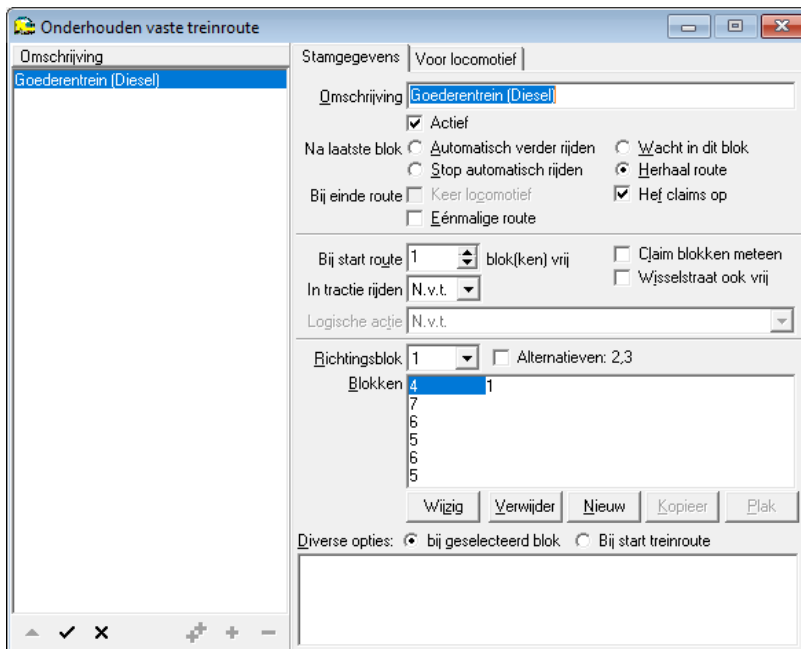 Onderhouden vaste treinroute
Omschrijving
Goederentrein (Diesel)
Stamgegevens Voor locomotief
Omschrijving Goederentrein (Diesel)
Actief
Na laatste blok Automatisch verder rijden Wacht in dit blok
Stop automatisch rijden Herhaal route
Bij einde route Keer locomotief Hef claims op
Eénmalige route
Bij start route 1 blok(ken) vrij Claim blokken meteen
Wisselstraat ook vrij
In tractie rijden N.v.t.
Logische actie N.v.t.
Richtingsblok 1 Alternatieven: 2,3
Blokken 4 1
7
6
5
6
5
Wijzig Verwijder Nieuw Kopieer Plak
Diverse opties: bij geselecteerd blok Bij start treinroute